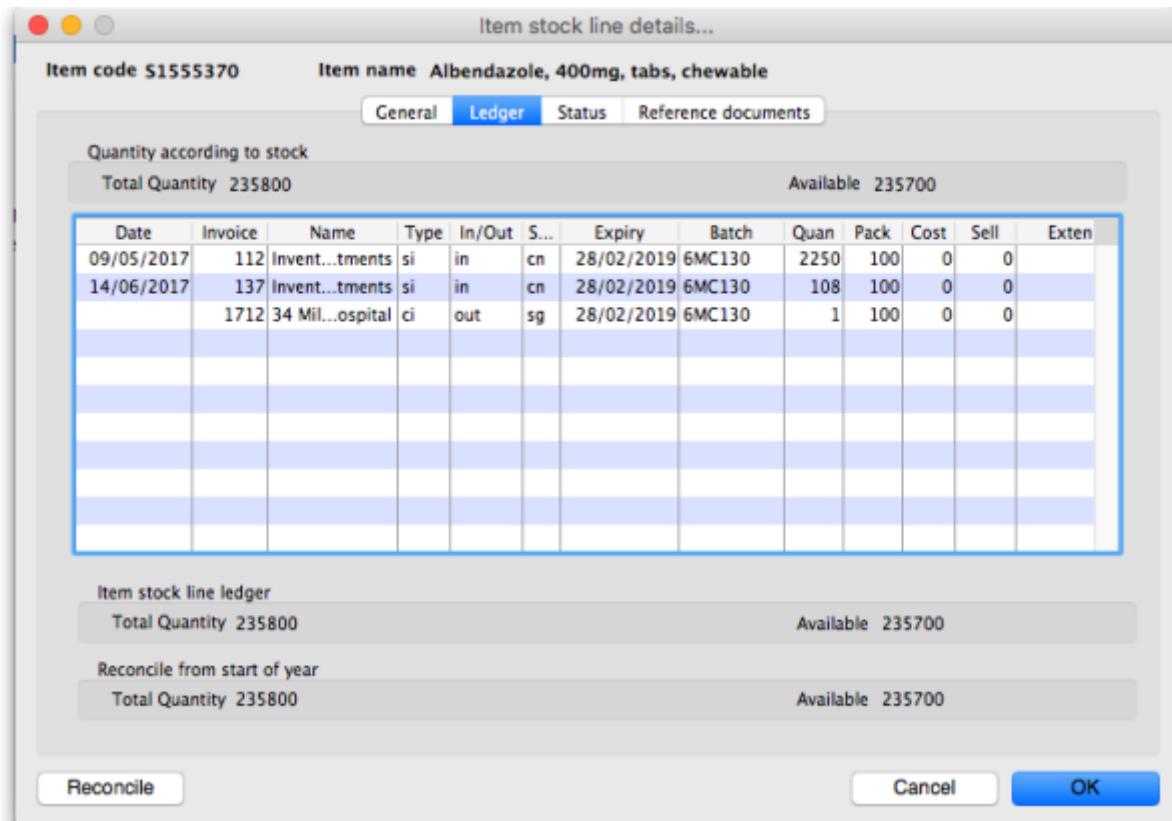 Item stock line details...
Item code S1555370 Item name Albendazole, 400mg, tabs, chewable
General Ledger Status Reference documents
Quantity according to stock
Total Quantity 235800 Available 235700
Date Invoice Name Type In/Out S... Expiry Batch Quan Pack Cost Sell Exten
09/05/2017 112 Invent...tments si in cn 28/02/2019 6MC130 2250 100 0 0
14/06/2017 137 Invent...tments si in cn 28/02/2019 6MC130 108 100 0 0
1712 34 Mil...ospital ci out sg 28/02/2019 6MC130 1 100 0 0
Item stock line ledger
Total Quantity 235800 Available 235700
Reconcile from start of year
Total Quantity 235800 Available 235700
Reconcile Cancel OK